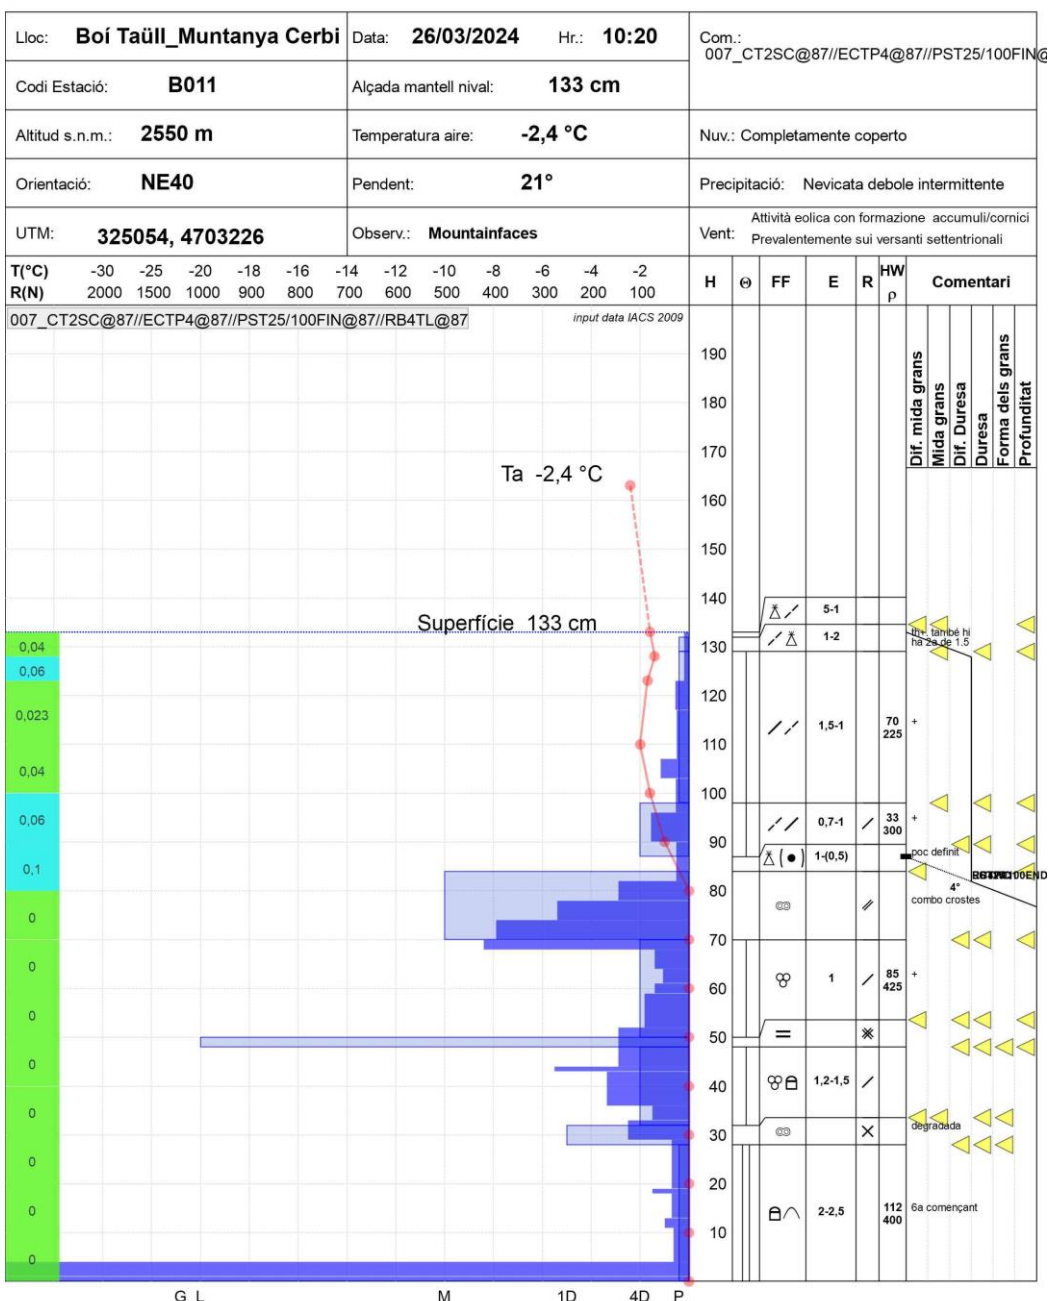 Lloc: Boí Taüll_Muntanya Cerbi Data: 26/03/2024 Hr.: 10:20 Com.:
007_CT2SC@87//ECTP4@87//PST25/100FIN@
Codi Estació: B011 Alçada mantell nival: 133 cm
Altitud s.n.m.: 2550 m Temperatura aire: -2,4 °C Nuv.: Completamente coperto
Orientació: NE40 Pendent: 21° Precipitació: Nevicata debole intermittente
UTM: 325054, 4703226 Observ.: Mountainfaces Vent: Attività eolica con formazione accumuli/cornici
Prevalentemente sui versanti settentrionali
T(°C) -30 -25 -20 -18 -16 -14 -12 -10 -8 -6 -4 -2
R(N) 2000 1500 1000 900 800 700 600 500 400 300 200 100
H Θ FF E R HW ρ Comentari
007_CT2SC@87//ECTP4@87//PST25/100FIN@87//RB4TL@87 input data IACS 2009
Dif. mida grans
Mida grans
Dif. Duresa
Duresa
Forma dels grans
Profunditat
190
180
170
Ta -2,4 °C
160
150
140
5-1
Superfície 133 cm
1-2 th+. també hi
ha 2a de 1.5
0,04 130
0,06
120
0,023
1,5-1 70 225 +
110
0,04
100
0,7-1 33 300 +
0,06 90
1-(0,5) poc definit
0,1
80
4°
combo crostes
0
70
0
1 85 425 +
60
0
50
0
1,2-1,5
40
0
degradada
30
0
20
2-2,5 112 400 6a començant
0
10
0
G L M 1D 4D P